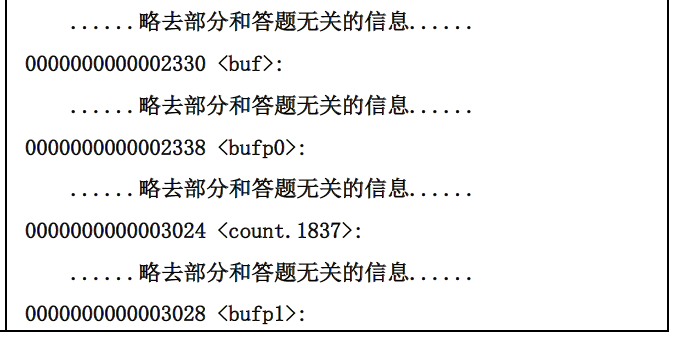 ......略去部分和答题无关的信息......
0000000000002330 <buf>:
......略去部分和答题无关的信息......
0000000000002338 <bufp0>:
......略去部分和答题无关的信息......
0000000000003024 <count.1837>:
......略去部分和答题无关的信息......
0000000000003028 <bufp1>: